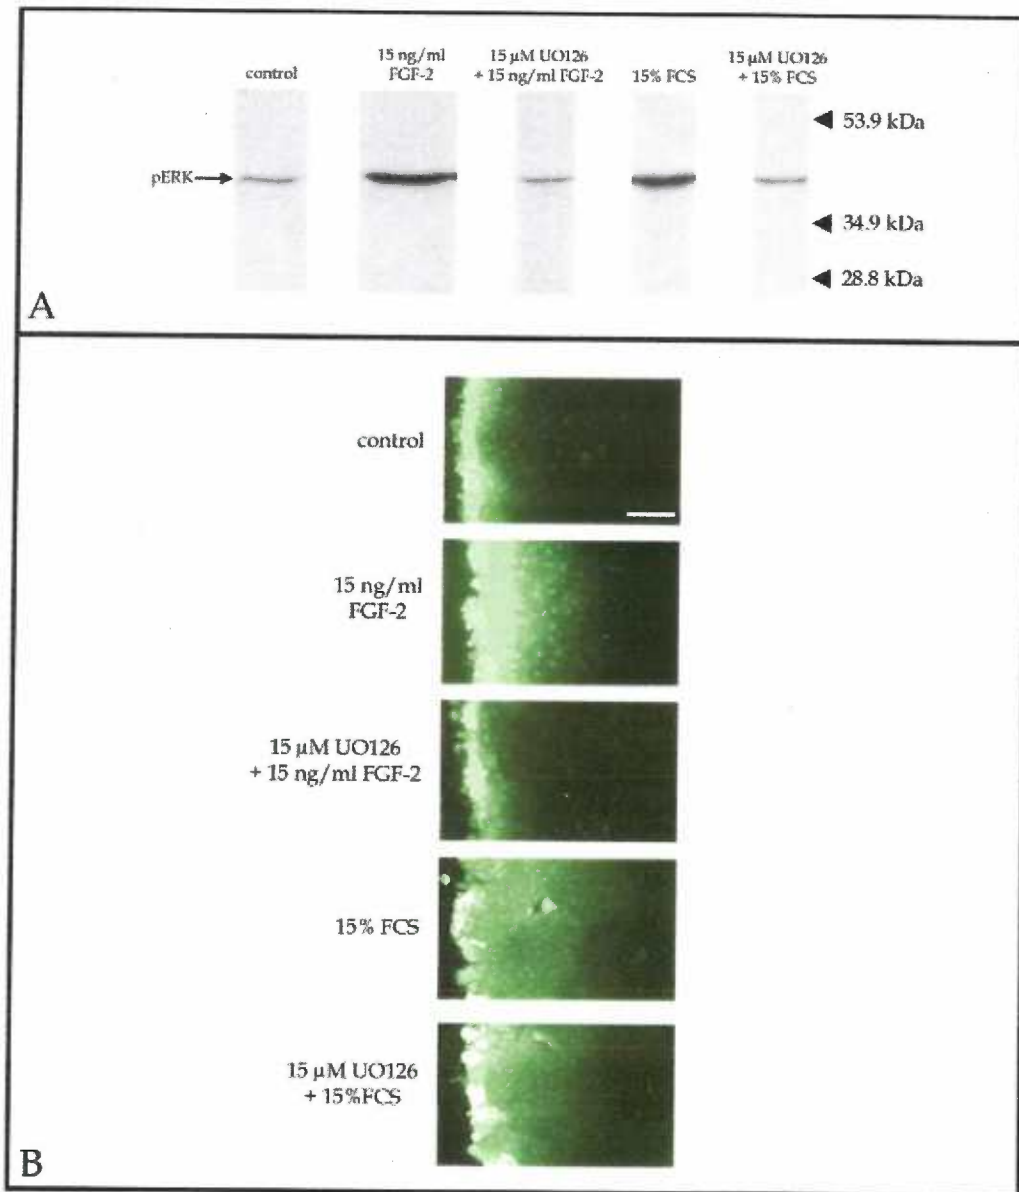 control
15 ng/ml
FGF-2
15 µM UO126
+ 15 ng/ml FGF-2
15% FCS
15 µM UO126
+ 15% FCS
53.9 kDa
pERK
34.9 kDa
28.8 kDa
A
control
15 ng/ml
FGF-2
15 µM UO126
+ 15 ng/ml FGF-2
15% FCS
15 µM UO126
+ 15%FCS
B